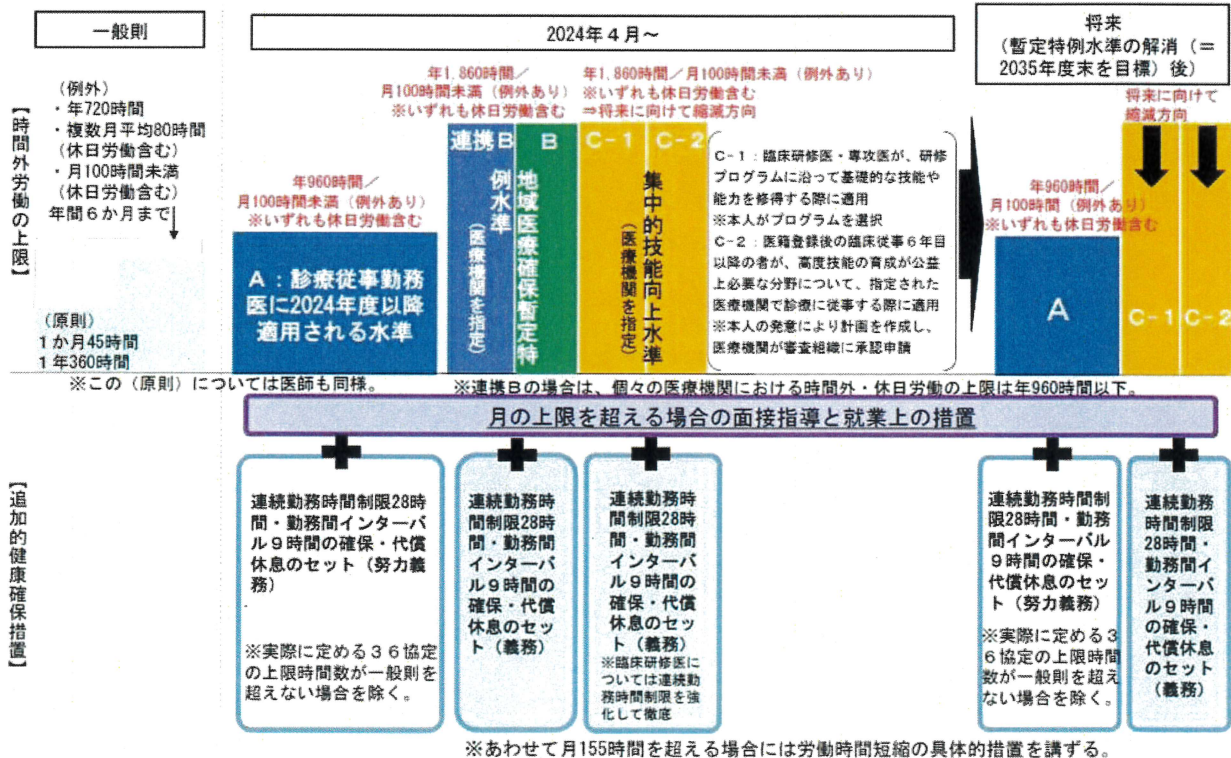 一般則
2024年4月～
将来
(暫定特例水準の解消(=
2035年度末を目標)後)
【時間外労働の上限】
(例外)
・年720時間
・複数月平均80時間
(休日労働含む)
・月100時間未満
(休日労働含む)
年間6か月まで
(原則)
1か月45時間
1年360時間
年960時間/
月100時間未満(例外あり)
※いずれも休日労働含む
A:診療従事勤務
医に2024年度以降
適用される水準
年1,860時間/
月100時間未満(例外あり)
※いずれも休日労働含む
連携B
B
地域医療確保暫定特
例水準
(医療機関を指定)
年1,860時間/月100時間未満(例外あり)
※いずれも休日労働含む
⇒将来に向けて縮減方向
C-1
C-2
集中的技能向上水準
(医療機関を指定)
C-1:臨床研修医・専攻医が、研修
プログラムに沿って基礎的な技能や
能力を修得する際に適用
※本人がプログラムを選択
C-2:医籍登録後の臨床従事6年目
以降の者が、高度技能の育成が公益
上必要な分野について、指定された
医療機関で診療に従事する際に適用
※本人の発意により計画を作成し、
医療機関が審査組織に承認申請
年960時間/
月100時間(例外あり)
※いずれも休日労働含む
A
将来に向けて
縮減方向
C-1
C-2
※この(原則)については医師も同様。
※連携Bの場合は、個々の医療機関における時間外・休日労働の上限は年960時間以下。
月の上限を超える場合の面接指導と就業上の措置
【追加的健康確保措置】
連続勤務時間制限28時
間・勤務間インターバ
ル9時間の確保・代償
休息のセット(努力義
務)
※実際に定める36協定
の上限時間数が一般則を
超えない場合を除く。
連続勤務時
間制限28時
間・勤務間
インターバ
ル9時間の
確保・代償
休息のセッ
ト(義務)
連続勤務時
間制限28時
間・勤務間
インターバ
ル9時間の
確保・代償
休息のセッ
ト(義務)
※臨床研修医に
ついては連続勤
務時間制限を強
化して徹底
連続勤務時間制
限28時間・勤務
間インターバル
9時間の確保・
代償休息のセッ
ト(努力義務)
※実際に定める3
6協定の上限時間
数が一般則を超え
ない場合を除く。
連続勤務
時間制限
28時間・
勤務間イ
ンターバ
ル9時間
の確保・
代償休息
のセット
(義務)
※あわせて月155時間を超える場合には労働時間短縮の具体的措置を講ずる。